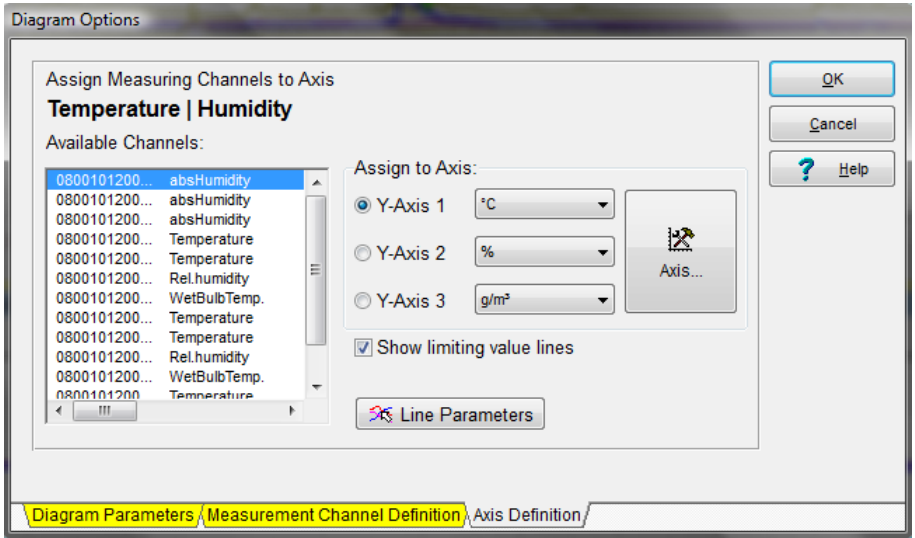 Diagram Options
Assign Measuring Channels to Axis
Temperature | Humidity
Available Channels:
0800101200... absHumidity
0800101200... absHumidity
0800101200... absHumidity
0800101200... Temperature
0800101200... Temperature
0800101200... Rel.humidity
0800101200... WetBulbTemp.
0800101200... Temperature
0800101200... Temperature
0800101200... Rel.humidity
0800101200... WetBulbTemp.
0800101200... Temperature
Assign to Axis:
Y-Axis 1 °C
Y-Axis 2 %
Y-Axis 3 g/m³
Axis...
Show limiting value lines
Line Parameters
OK
Cancel
? Help
Diagram Parameters Measurement Channel Definition Axis Definition